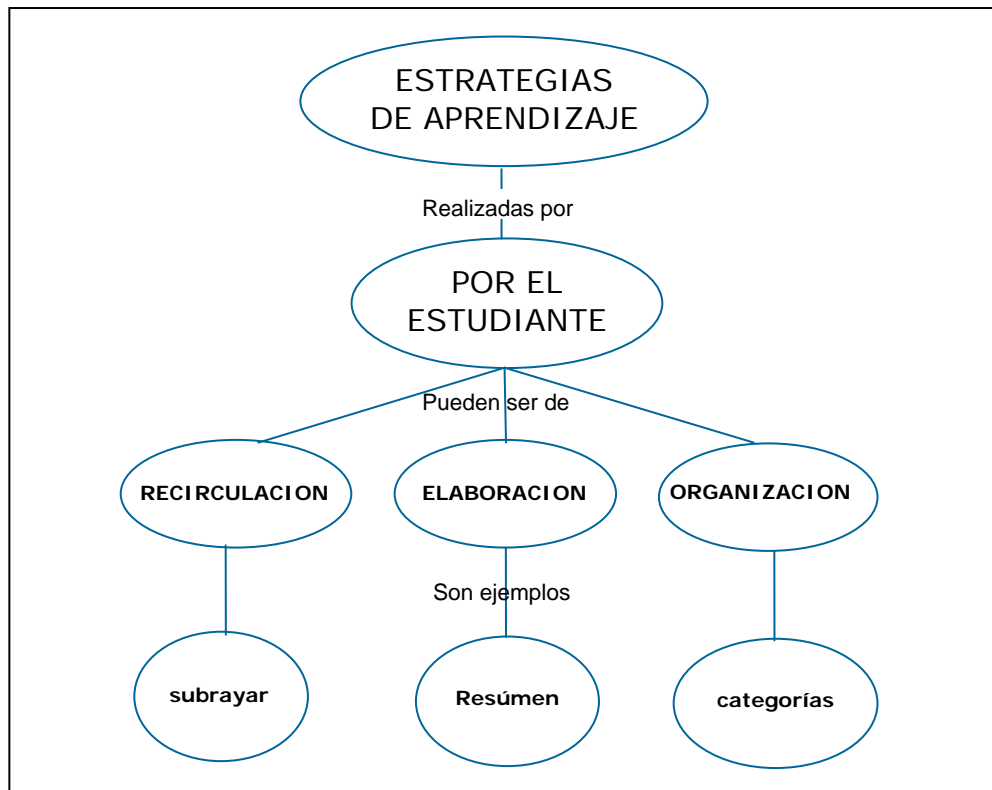 ESTRATEGIAS
DE APRENDIZAJE
Realizadas por
POR EL
ESTUDIANTE
Pueden ser de
RECIRCULACION
ELABORACION
ORGANIZACION
Son ejemplos
subrayar
Resúmen
categorías